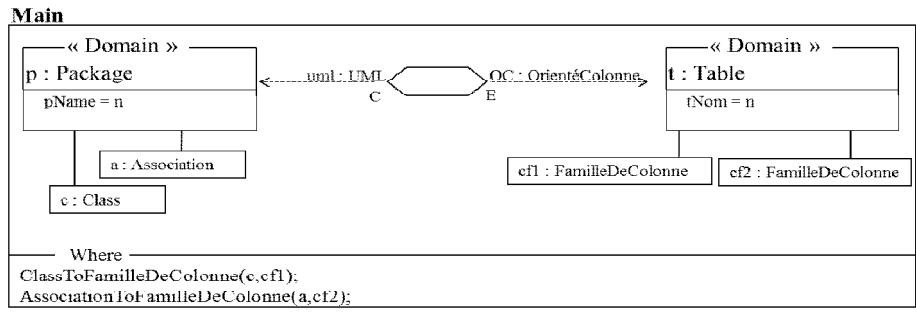 Main
« Domain »
p : Package
pName = n
a : Association
c : Class
uml : UML
C
OC : OrientéColonne
E
« Domain »
t : Table
tNom = n
cf1 : FamilleDeColonne
cf2 : FamilleDeColonne
Where
ClassToFamilleDeColonne(c,cf1);
AssociationToFamilleDeColonne(a,cf2);